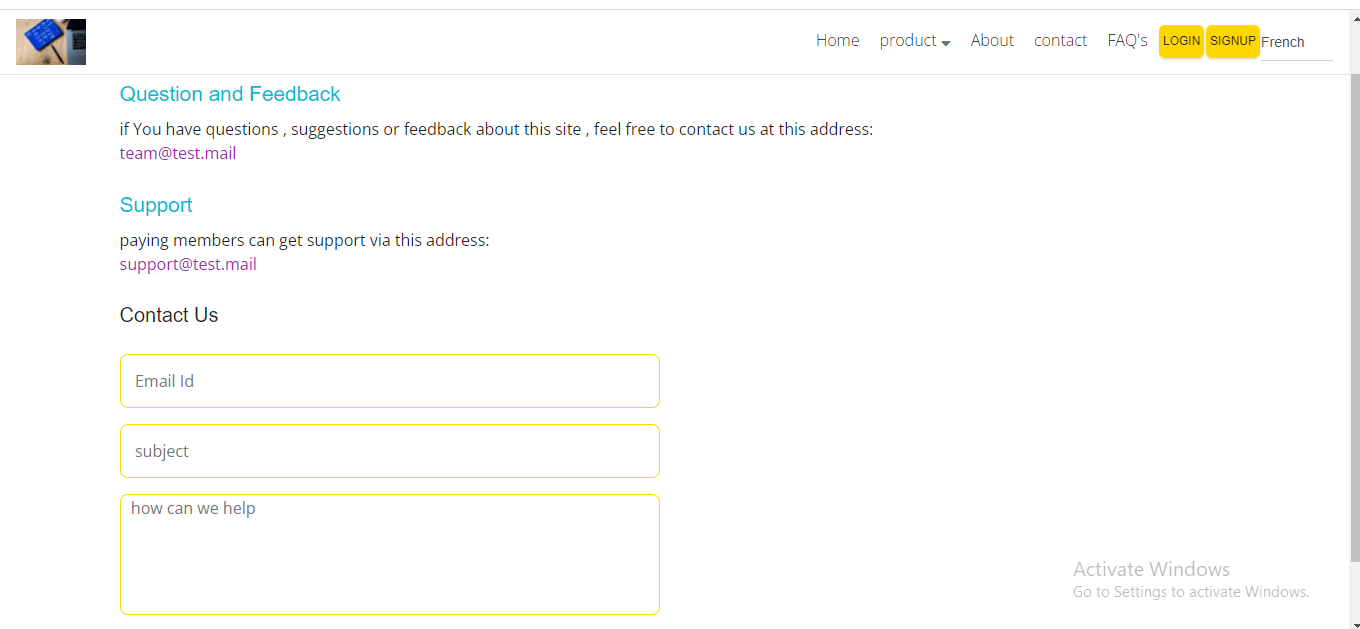 Home product About contact FAQ's LOGIN SIGNUP French
Question and Feedback
if You have questions , suggestions or feedback about this site , feel free to contact us at this address:
team@test.mail
Support
paying members can get support via this address:
support@test.mail
Contact Us
Email Id
subject
how can we help
Activate Windows
Go to Settings to activate Windows.